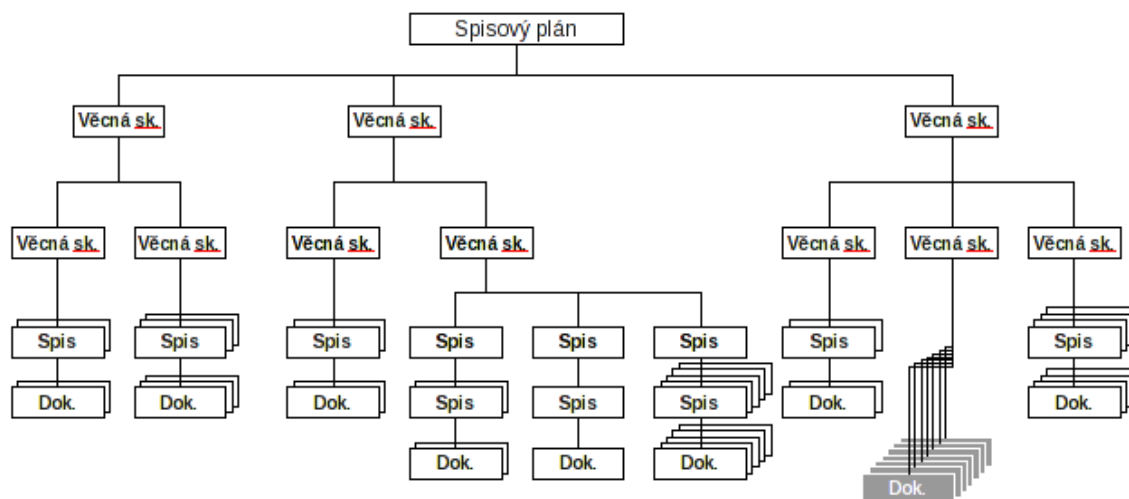 Spisový plán
Věcná sk. Věcná sk. Věcná sk.
Věcná sk. Věcná sk. Věcná sk. Věcná sk. Věcná sk. Věcná sk. Věcná sk.
Spis Spis Spis Spis Spis Spis Spis Spis
Dok. Dok. Dok. Spis Spis Spis Dok. Dok.
Dok. Dok. Dok.
Dok.